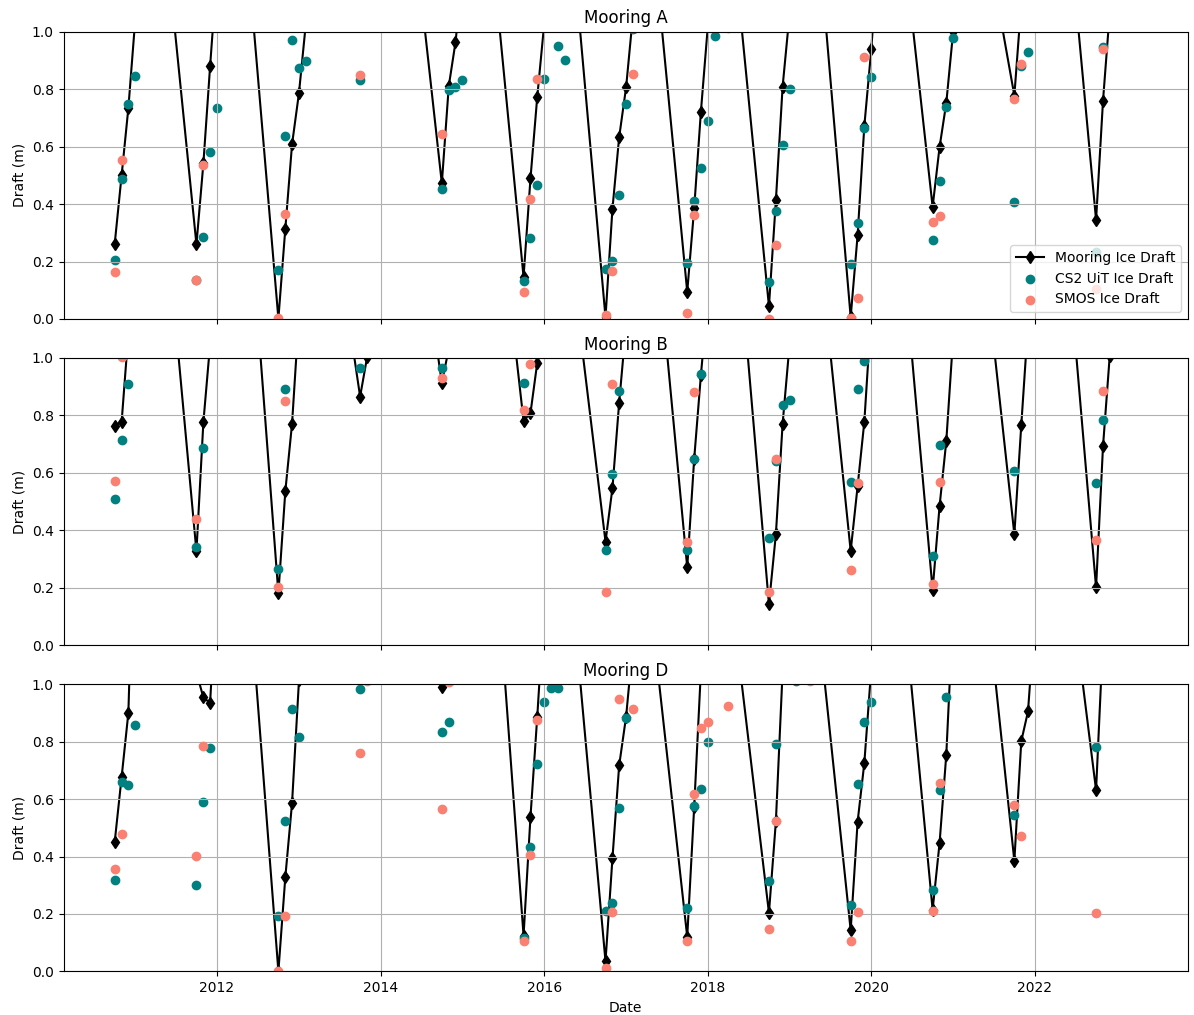 Mooring A
1.0
0.8
0.6
0.4
0.2
0.0
Draft (m)
Mooring Ice Draft
CS2 UiT Ice Draft
SMOS Ice Draft
Mooring B
1.0
0.8
0.6
0.4
0.2
0.0
Draft (m)
Mooring D
1.0
0.8
0.6
0.4
0.2
0.0
Draft (m)
2012 2014 2016 2018 2020 2022
Date